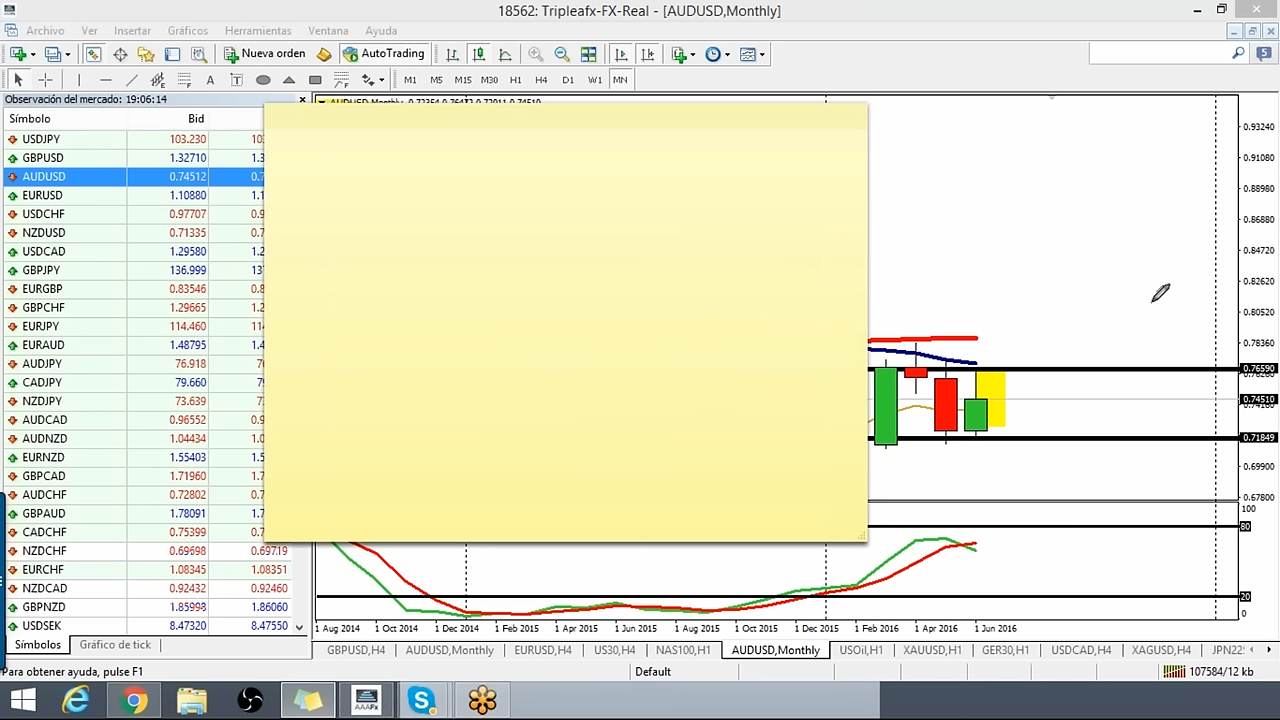 18562: Tripleafx-FX-Real - [AUDUSD,Monthly]
Archivo Ver Insertar Gráficos Herramientas Ventana Ayuda
Nueva orden AutoTrading 5
A T M1 M5 M15 M30 H1 H4 D1 W1 MN
Observación del mercado: 19:06:14
Símbolo Bid
USDJPY 103.230
GBPUSD 1.32710
AUDUSD 0.74512
EURUSD 1.10880
USDCHF 0.97707
NZDUSD 0.71335
USDCAD 1.29580
GBPJPY 136.999
EURGBP 0.83546
GBPCHF 1.29665
EURJPY 114.460
EURAUD 1.48795
AUDJPY 76.918
CADJPY 79.660
NZDJPY 73.639
AUDCAD 0.96552
AUDNZD 1.04434
EURNZD 1.55403
GBPCAD 1.71960
AUDCHF 0.72802
GBPAUD 1.78091
CADCHF 0.75399
NZDCHF 0.69698 0.69719
EURCHF 1.08345 1.08351
NZDCAD 0.92432 0.92460
GBPNZD 1.85998 1.86060
USDSEK 8.47320 8.47550
Símbolos Gráfico de tick
0.93240
0.91080
0.88980
0.86880
0.84720
0.82620
0.80520
0.78360
0.76590
0.74510
0.71849
0.69900
0.67800
100
80
20
0
1 Aug 2014 1 Oct 2014 1 Dec 2014 1 Feb 2015 1 Apr 2015 1 Jun 2015 1 Aug 2015 1 Oct 2015 1 Dec 2015 1 Feb 2016 1 Apr 2016 1 Jun 2016
GBPUSD,H4 AUDUSD,Monthly EURUSD,H4 US30,H4 NAS100,H1 AUDUSD,Monthly USOil,H1 XAUUSD,H1 GER30,H1 USDCAD,H4 XAGUSD,H4 JPN22
Para obtener ayuda, pulse F1 Default 107584/12 kb
AAAFx